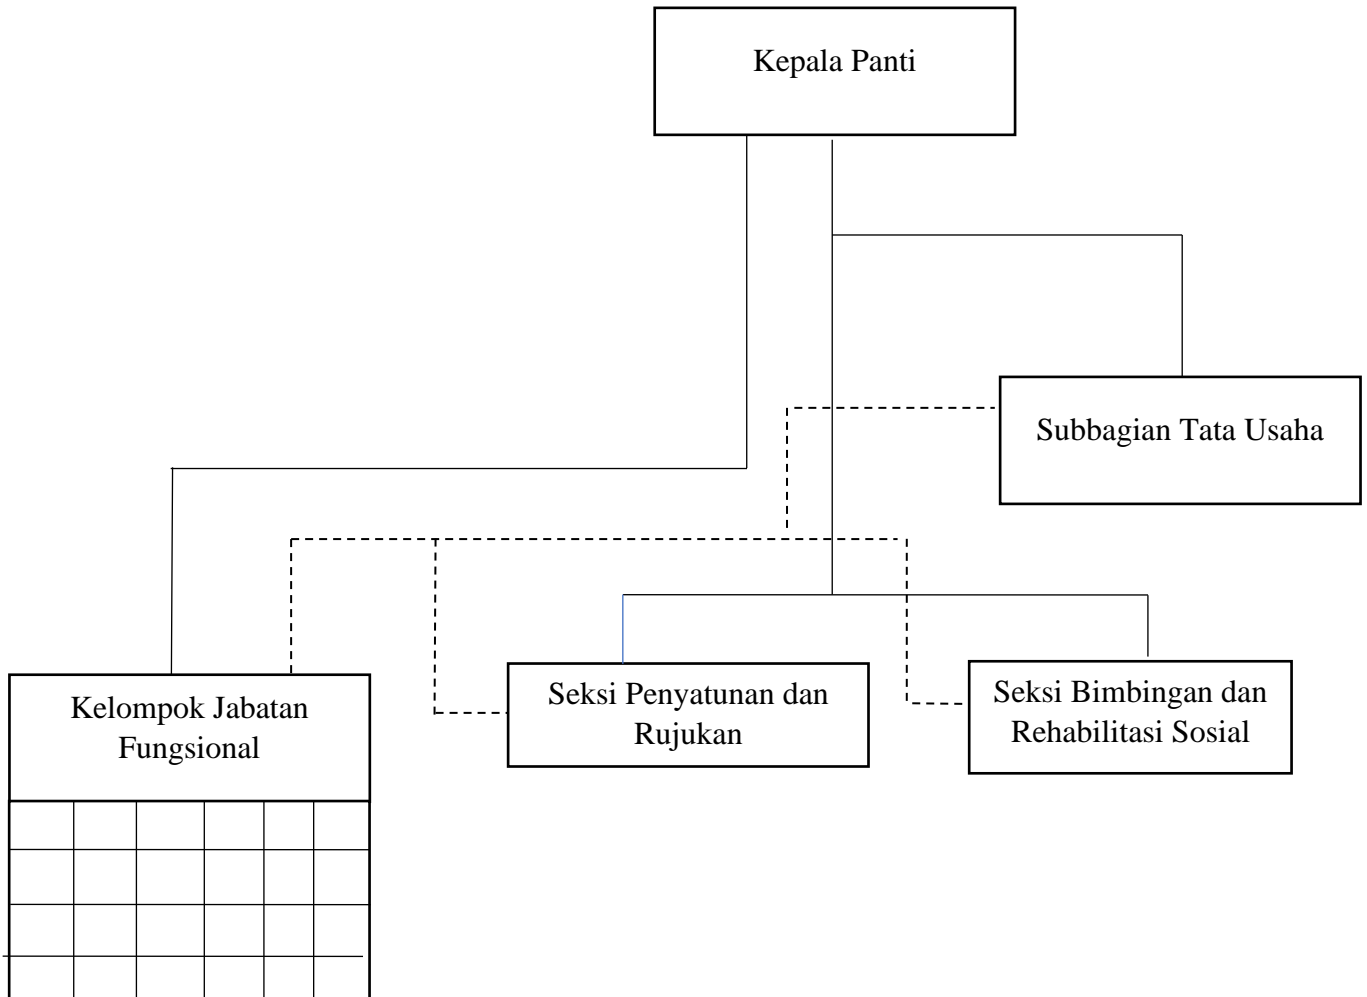 Kepala Panti
Subbagian Tata Usaha
Kelompok Jabatan
Fungsional
Seksi Penyatunan dan
Rujukan
Seksi Bimbingan dan
Rehabilitasi Sosial